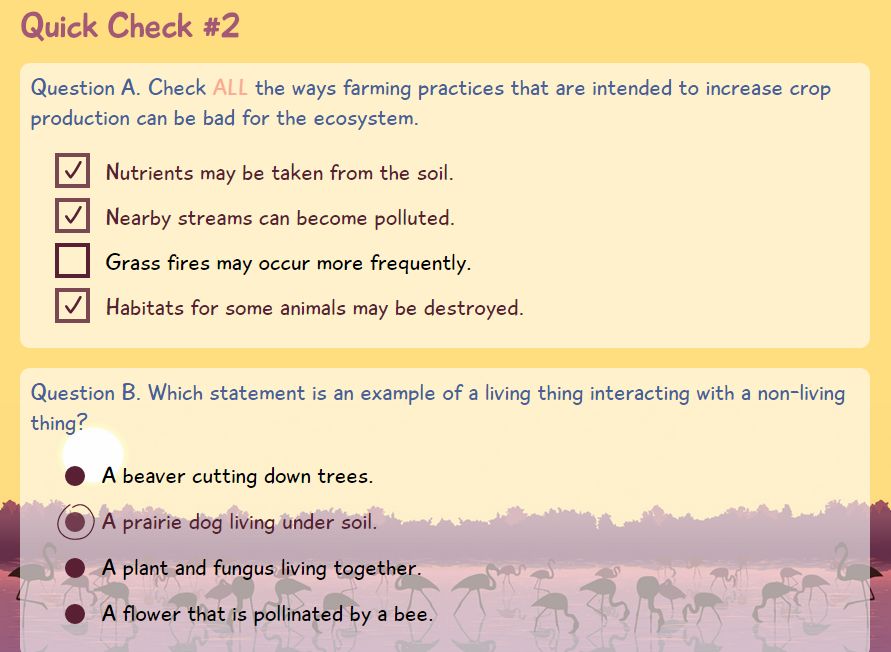 Quick Check #2
Question A. Check ALL the ways farming practices that are intended to increase crop
production can be bad for the ecosystem.
Nutrients may be taken from the soil.
Nearby streams can become polluted.
Grass fires may occur more frequently.
Habitats for some animals may be destroyed.
Question B. Which statement is an example of a living thing interacting with a non-living
thing?
A beaver cutting down trees.
A prairie dog living under soil.
A plant and fungus living together.
A flower that is pollinated by a bee.